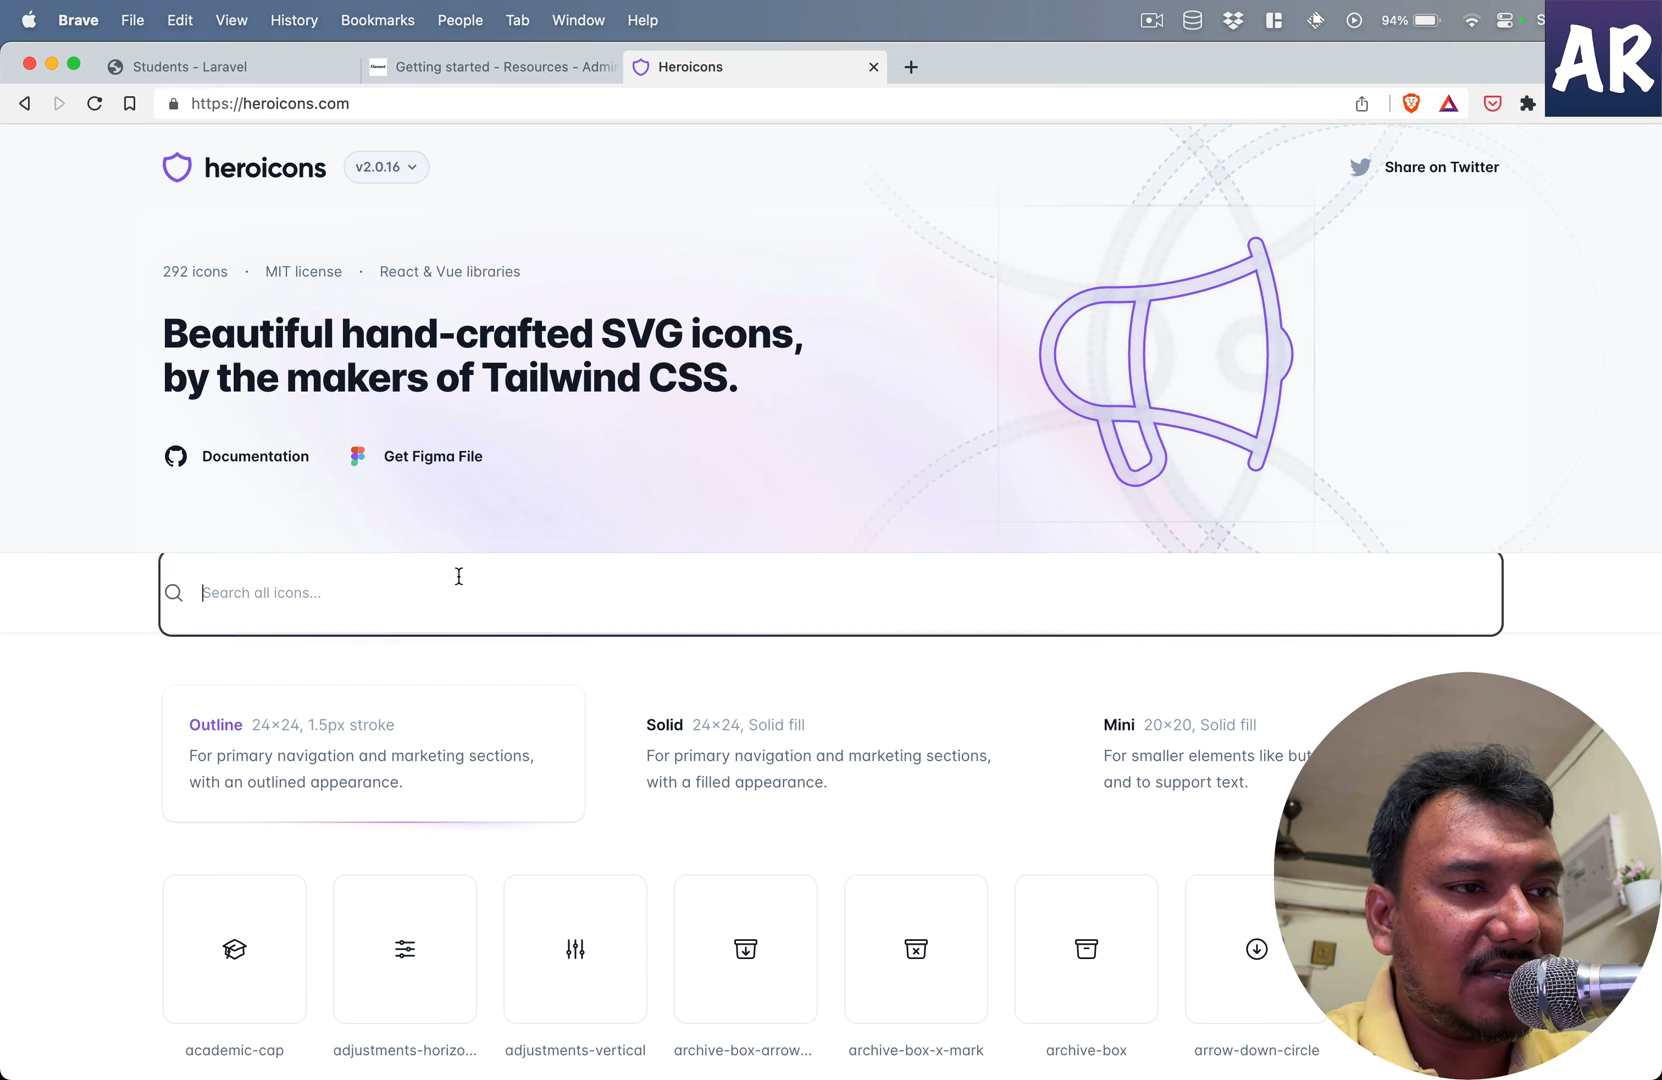 Brave File Edit View History Bookmarks People Tab Window Help 94%
AR
Students - Laravel Getting started - Resources - Admi Heroicons
https://heroicons.com
heroicons v2.0.16 Share on Twitter
292 icons · MIT license · React & Vue libraries
Beautiful hand-crafted SVG icons,
by the makers of Tailwind CSS.
Documentation Get Figma File
Search all icons...
Outline 24×24, 1.5px stroke
For primary navigation and marketing sections,
with an outlined appearance.
Solid 24×24, Solid fill
For primary navigation and marketing sections,
with a filled appearance.
Mini 20×20, Solid fill
For smaller elements like but
and to support text.
academic-cap adjustments-horizo... adjustments-vertical archive-box-arrow... archive-box-x-mark archive-box arrow-down-circle